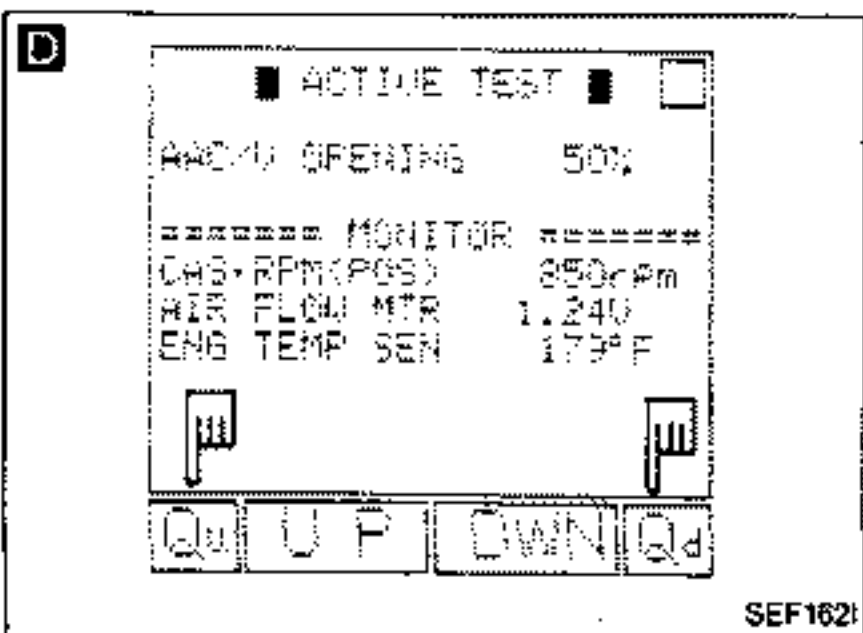 D
ACTIVE TEST
AAC/V OPENING 50%
======= MONITOR =======
CAS•RPM(POS) 850rpm
AIR FLOW MTR 1.24V
ENG TEMP SEN 179°F
Qu UP DWN Qd